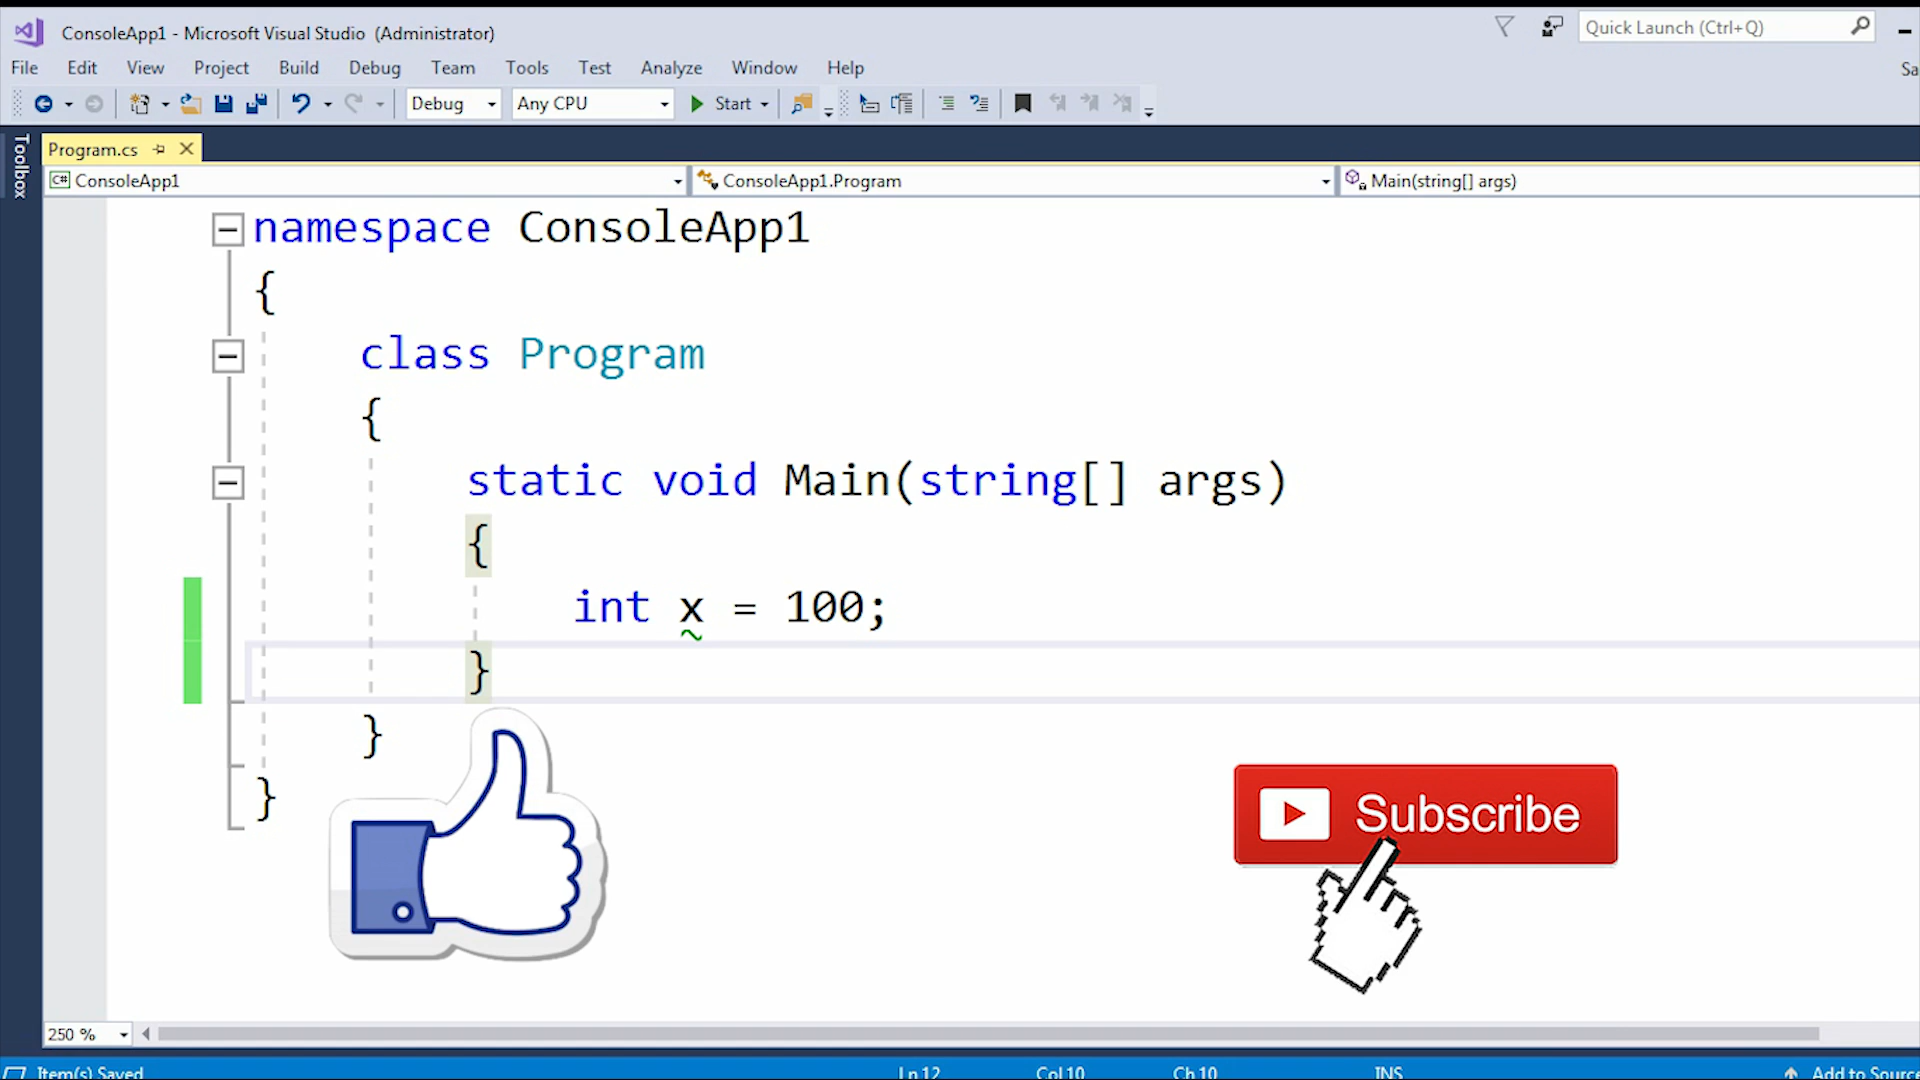 ConsoleApp1 - Microsoft Visual Studio (Administrator)
Quick Launch (Ctrl+Q)
File Edit View Project Build Debug Team Tools Test Analyze Window Help
Sa
Debug Any CPU Start
Toolbox
Program.cs
C# ConsoleApp1 ConsoleApp1.Program Main(string[] args)
namespace ConsoleApp1
{
class Program
{
static void Main(string[] args)
{
int x = 100;
}
}
}
Subscribe
250 %
Item(s) Saved Ln 12 Col 10 Ch 10 INS Add to Source